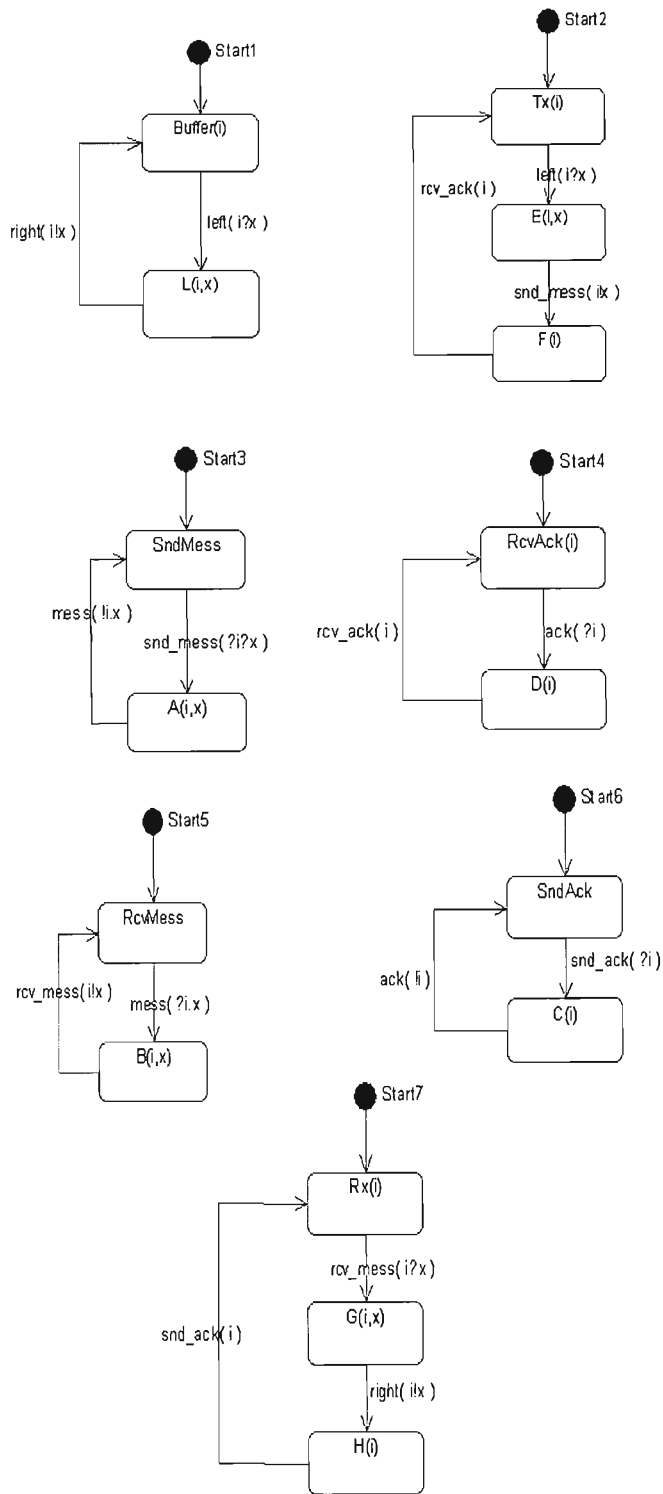 Start1
Buffer(i)
right( i!x )
left( i?x )
L(i,x)
Start2
Tx(i)
rcv_ack( i )
left( i?x )
E(i,x)
snd_mess( i!x )
F(i)
Start3
SndMess
mess( !i.x )
snd_mess( ?i?x )
A(i,x)
Start4
RcvAck(i)
rcv_ack( i )
ack( ?i )
D(i)
Start5
RcvMess
rcv_mess(i!x )
mess( ?i.x )
B(i,x)
Start6
SndAck
ack( !i )
snd_ack( ?i )
C(i)
Start7
Rx(i)
rcv_mess( i?x )
G(i,x)
snd_ack( i )
right( i!x )
H(i)